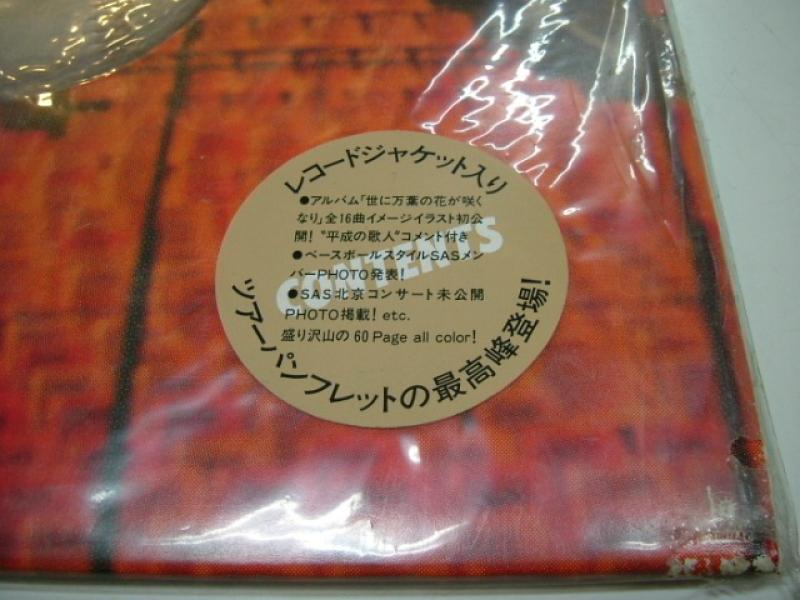 レコードジャケット入り
●アルバム「世に万葉の花が咲く
なり」全16曲イメージイラスト初公
開! "平成の歌人"コメント付き
●ベースボールスタイルSASメン
バーPHOTO発表!
CONTENTS
●SAS北京コンサート未公開
PHOTO掲載! etc.
盛り沢山の 60 Page all color!
ツアーパンフレットの最高峰登場!